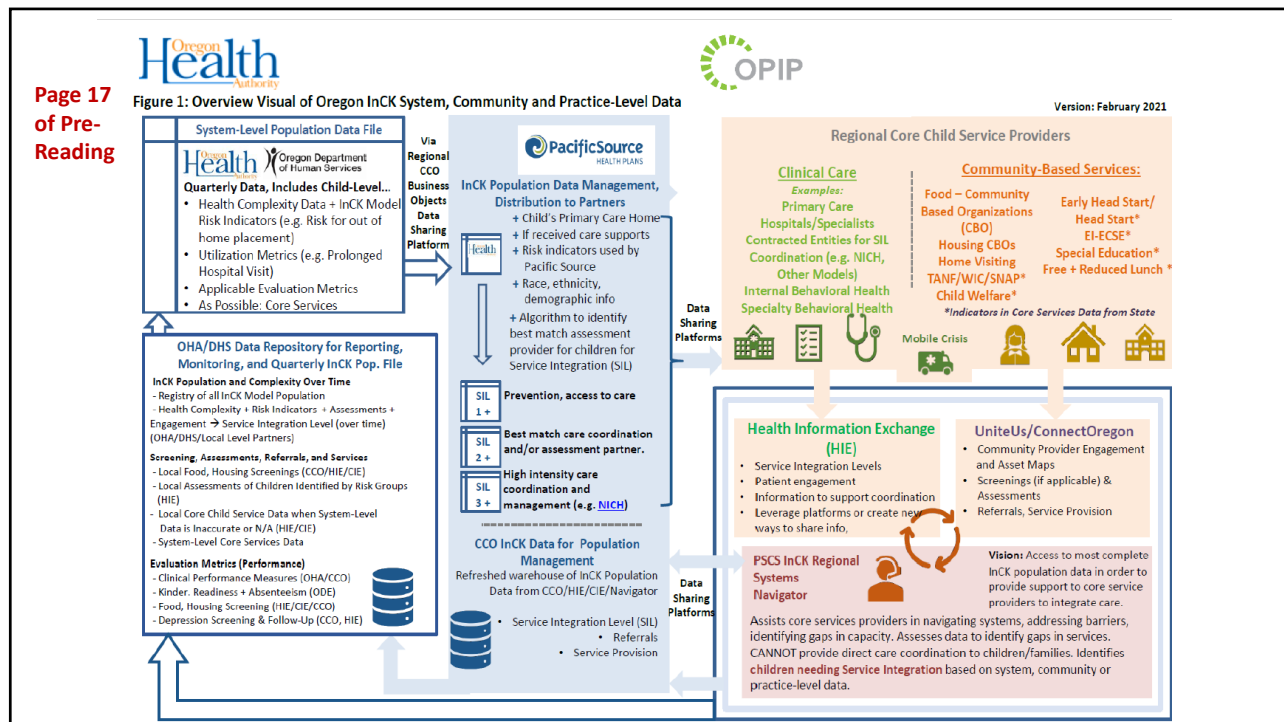 Oregon
Health
Authority
OPIP
Page 17
of Pre-
Reading
Figure 1: Overview Visual of Oregon InCK System, Community and Practice-Level Data
Version: February 2021
System-Level Population Data File
Oregon
Health
Authority
Oregon Department
of Human Services
Quarterly Data, Includes Child-Level...
• Health Complexity Data + InCK Model
Risk Indicators (e.g. Risk for out of
home placement)
• Utilization Metrics (e.g. Prolonged
Hospital Visit)
• Applicable Evaluation Metrics
• As Possible: Core Services
Via
Regional
CCO
Business
Objects
Data
Sharing
Platform
PacificSource
HEALTH PLANS
InCK Population Data Management,
Distribution to Partners
+ Child's Primary Care Home
+ If received care supports
+ Risk indicators used by
Pacific Source
+ Race, ethnicity,
demographic info
+ Algorithm to identify
best match assessment
provider for children for
Service Integration (SIL)
Health
SIL
1 +
Prevention, access to care
SIL
2 +
Best match care coordination
and/or assessment partner.
SIL
3 +
High intensity care
coordination and
management (e.g. NICH)
CCO InCK Data for Population
Management
Refreshed warehouse of InCK Population
Data from CCO/HIE/CIE/Navigator
• Service Integration Level (SIL)
• Referrals
• Service Provision
Data
Sharing
Platforms
Data
Sharing
Platforms
Regional Core Child Service Providers
Clinical Care
Examples:
Primary Care
Hospitals/Specialists
Contracted Entities for SIL
Coordination (e.g. NICH,
Other Models)
Internal Behavioral Health
Specialty Behavioral Health
Community-Based Services:
Food – Community
Based Organizations
(CBO)
Housing CBOs
Home Visiting
TANF/WIC/SNAP*
Child Welfare*
Early Head Start/
Head Start*
EI-ECSE*
Special Education*
Free + Reduced Lunch *
*Indicators in Core Services Data from State
Mobile Crisis
OHA/DHS Data Repository for Reporting,
Monitoring, and Quarterly InCK Pop. File
InCK Population and Complexity Over Time
- Registry of all InCK Model Population
- Health Complexity + Risk Indicators + Assessments +
Engagement → Service Integration Level (over time)
(OHA/DHS/Local Level Partners)
Screening, Assessments, Referrals, and Services
- Local Food, Housing Screenings (CCO/HIE/CIE)
- Local Assessments of Children Identified by Risk Groups
(HIE)
- Local Core Child Service Data when System-Level
Data is Inaccurate or N/A (HIE/CIE)
- System-Level Core Services Data
Evaluation Metrics (Performance)
- Clinical Performance Measures (OHA/CCO)
- Kinder. Readiness + Absenteeism (ODE)
- Food, Housing Screening (HIE/CIE/CCO)
- Depression Screening & Follow-Up (CCO, HIE)
Health Information Exchange
(HIE)
• Service Integration Levels
• Patient engagement
• Information to support coordination
• Leverage platforms or create new
ways to share info,
UniteUs/ConnectOregon
• Community Provider Engagement
and Asset Maps
• Screenings (if applicable) &
Assessments
• Referrals, Service Provision
PSCS InCK Regional
Systems
Navigator
Vision: Access to most complete
InCK population data in order to
provide support to core service
providers to integrate care.
Assists core services providers in navigating systems, addressing barriers,
identifying gaps in capacity. Assesses data to identify gaps in services.
CANNOT provide direct care coordination to children/families. Identifies
children needing Service Integration based on system, community or
practice-level data.